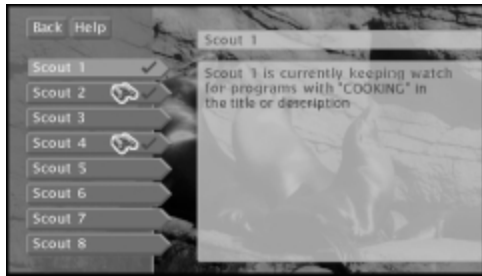 Back Help
Scout 1
Scout 1
Scout 2
Scout 3
Scout 4
Scout 5
Scout 6
Scout 7
Scout 8
Scout 1 is currently keeping watch
for programs with "COOKING" in
the title or description